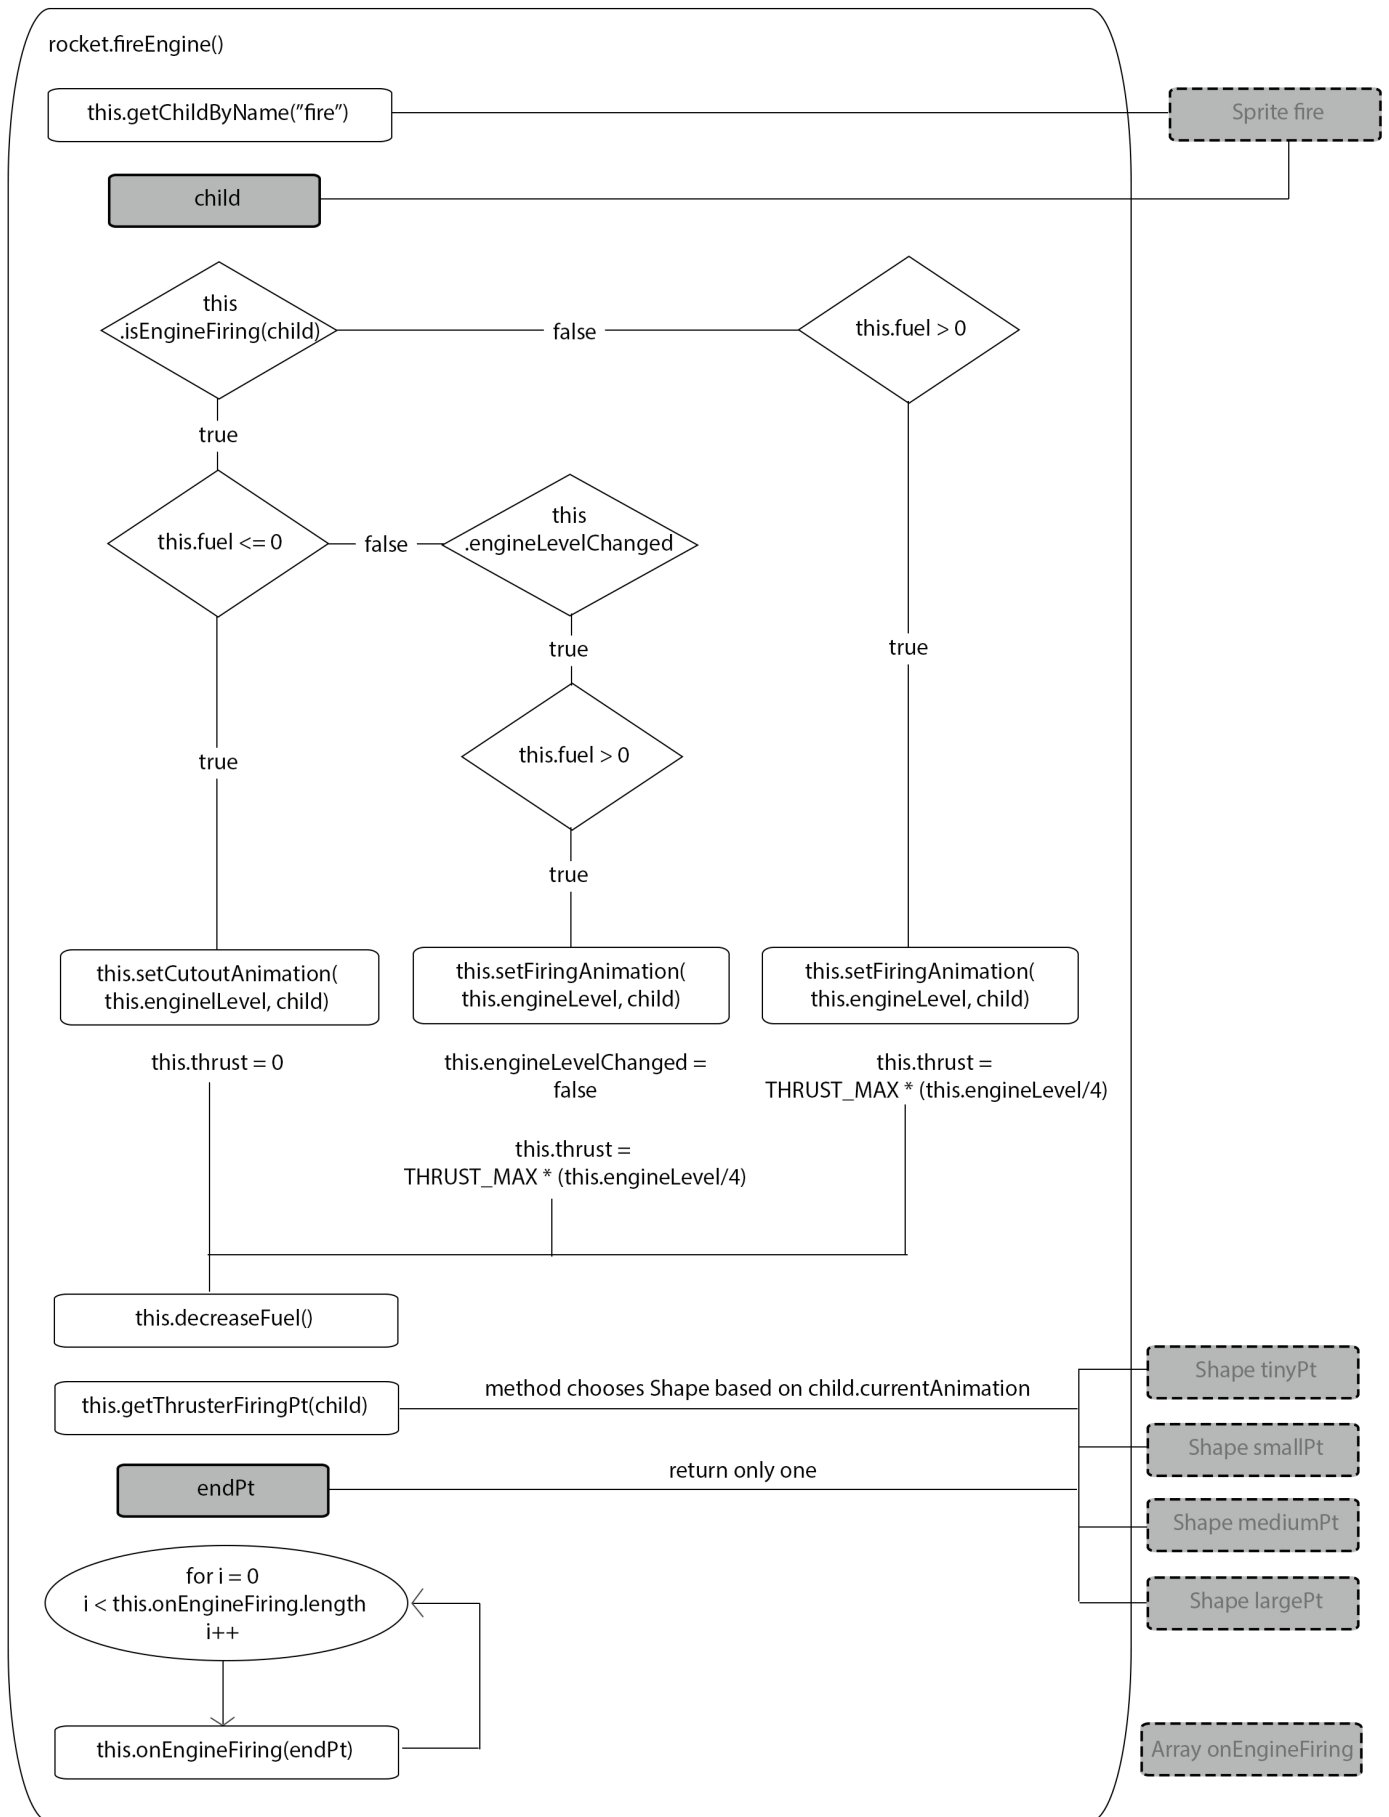 rocket.fireEngine()
this.getChildByName(”fire”)
Sprite fire
child
this
.isEngineFiring(child)
false
this.fuel > 0
true
this.fuel <= 0
false
this
.engineLevelChanged
true
true
this.fuel > 0
true
true
this.setCutoutAnimation(
this.enginelLevel, child)
this.setFiringAnimation(
this.engineLevel, child)
this.setFiringAnimation(
this.engineLevel, child)
this.thrust = 0
this.engineLevelChanged =
false
this.thrust =
THRUST_MAX * (this.engineLevel/4)
this.thrust =
THRUST_MAX * (this.engineLevel/4)
this.decreaseFuel()
this.getThrusterFiringPt(child)
method chooses Shape based on child.currentAnimation
Shape tinyPt
Shape smallPt
endPt
return only one
Shape mediumPt
Shape largePt
for i = 0
i < this.onEngineFiring.length
i++
this.onEngineFiring(endPt)
Array onEngineFiring